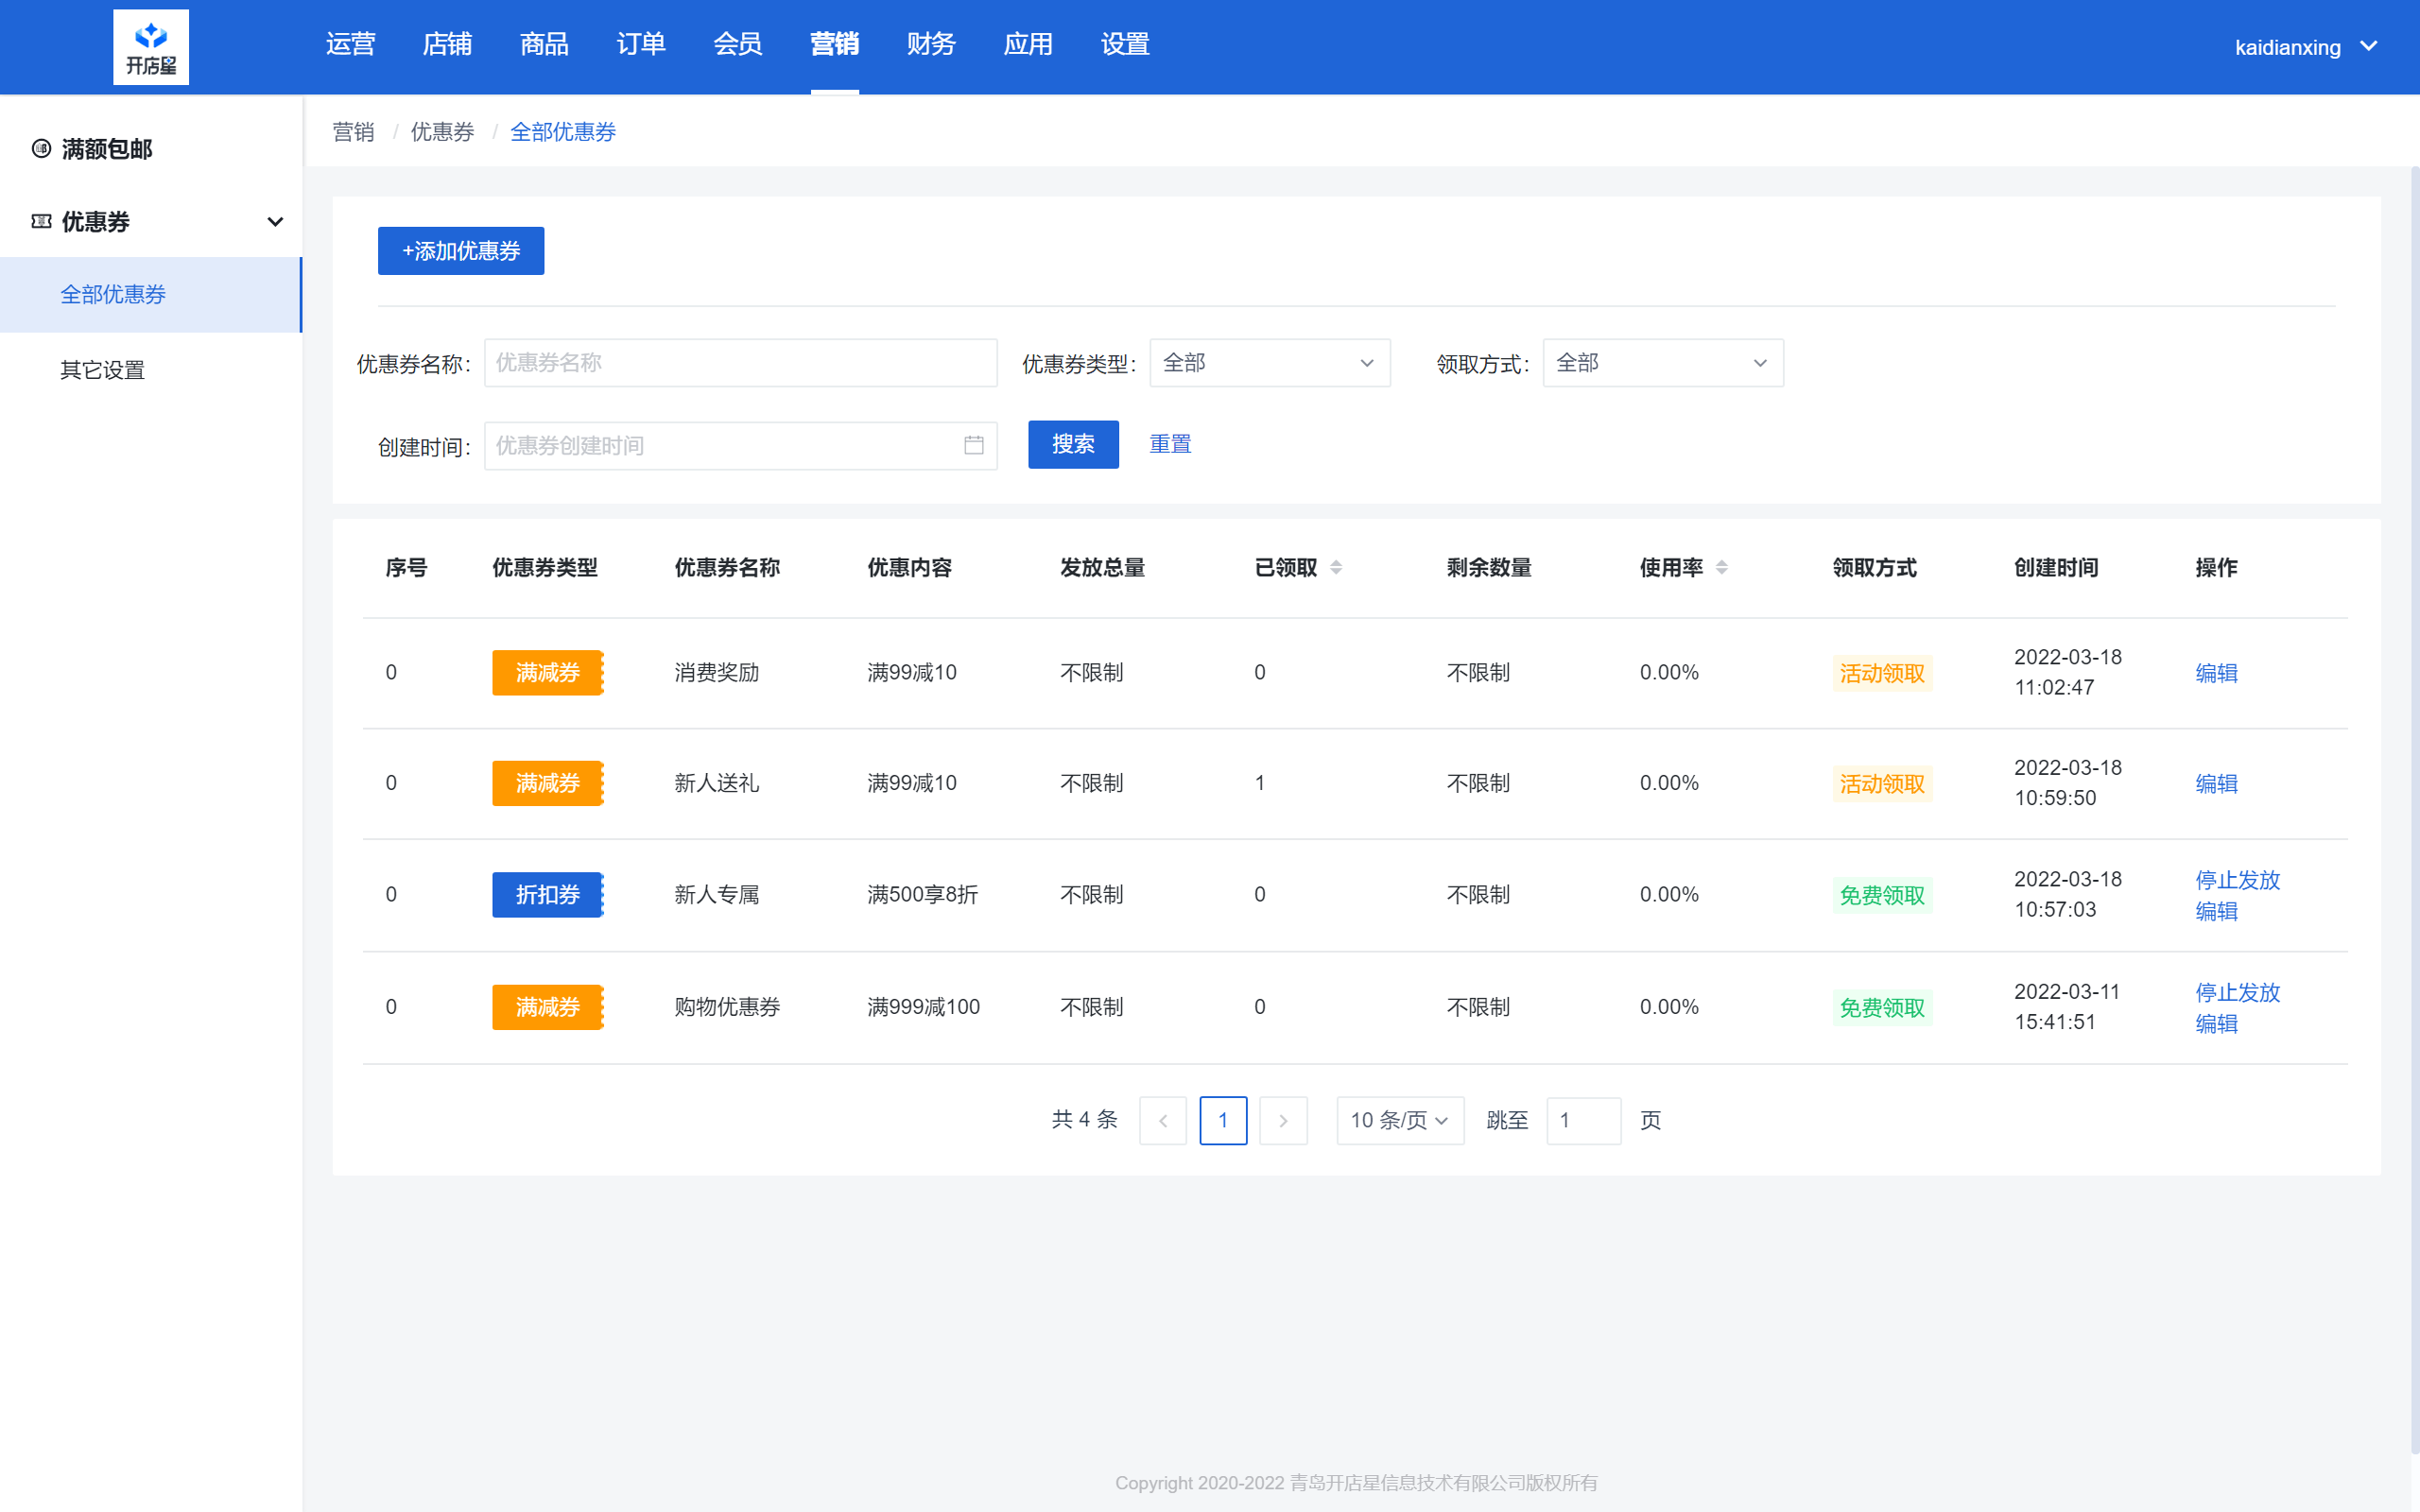 开店星
运营 店铺 商品 订单 会员 营销 财务 应用 设置
kaidianxing
满额包邮
优惠券
全部优惠券
其它设置
营销 / 优惠券 / 全部优惠券
+添加优惠券
优惠券名称: 优惠券名称 优惠券类型: 全部 领取方式: 全部
创建时间: 优惠券创建时间 搜索 重置
序号 优惠券类型 优惠券名称 优惠内容 发放总量 已领取 剩余数量 使用率 领取方式 创建时间 操作
0 满减券 消费奖励 满99减10 不限制 0 不限制 0.00% 活动领取 2022-03-18 11:02:47 编辑
0 满减券 新人送礼 满99减10 不限制 1 不限制 0.00% 活动领取 2022-03-18 10:59:50 编辑
0 折扣券 新人专属 满500享8折 不限制 0 不限制 0.00% 免费领取 2022-03-18 10:57:03 停止发放 编辑
0 满减券 购物优惠券 满999减100 不限制 0 不限制 0.00% 免费领取 2022-03-11 15:41:51 停止发放 编辑
共 4 条 1 10 条/页 跳至 1 页
Copyright 2020-2022 青岛开店星信息技术有限公司版权所有